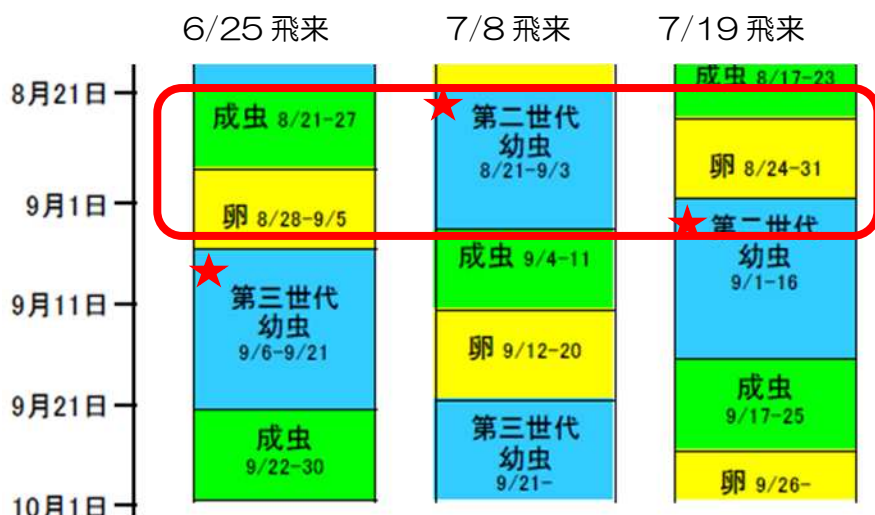 6/25 飛来
7/8 飛来
7/19 飛来
8月21日
9月1日
9月11日
9月21日
10月1日
成虫 8/21-27
卵 8/28-9/5
第三世代
幼虫
9/6-9/21
成虫
9/22-30
第二世代
幼虫
8/21-9/3
成虫 9/4-11
卵 9/12-20
第三世代
幼虫
9/21-
成虫 8/17-23
卵 8/24-31
第二世代
幼虫
9/1-16
成虫
9/17-25
卵 9/26-